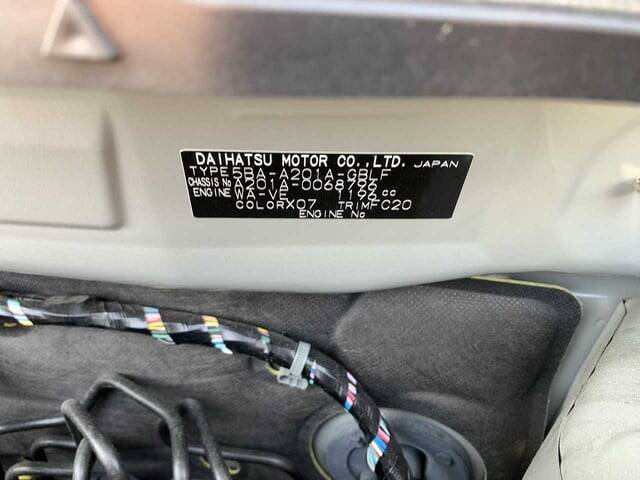 DAIHATSU MOTOR CO.,LTD. JAPAN
TYPE 5BA-A201A-GBLF
CHASSIS No A201A-0068796
ENGINE WA-VE 1196 cc
COLOR X07 TRIM FC20
ENGINE No